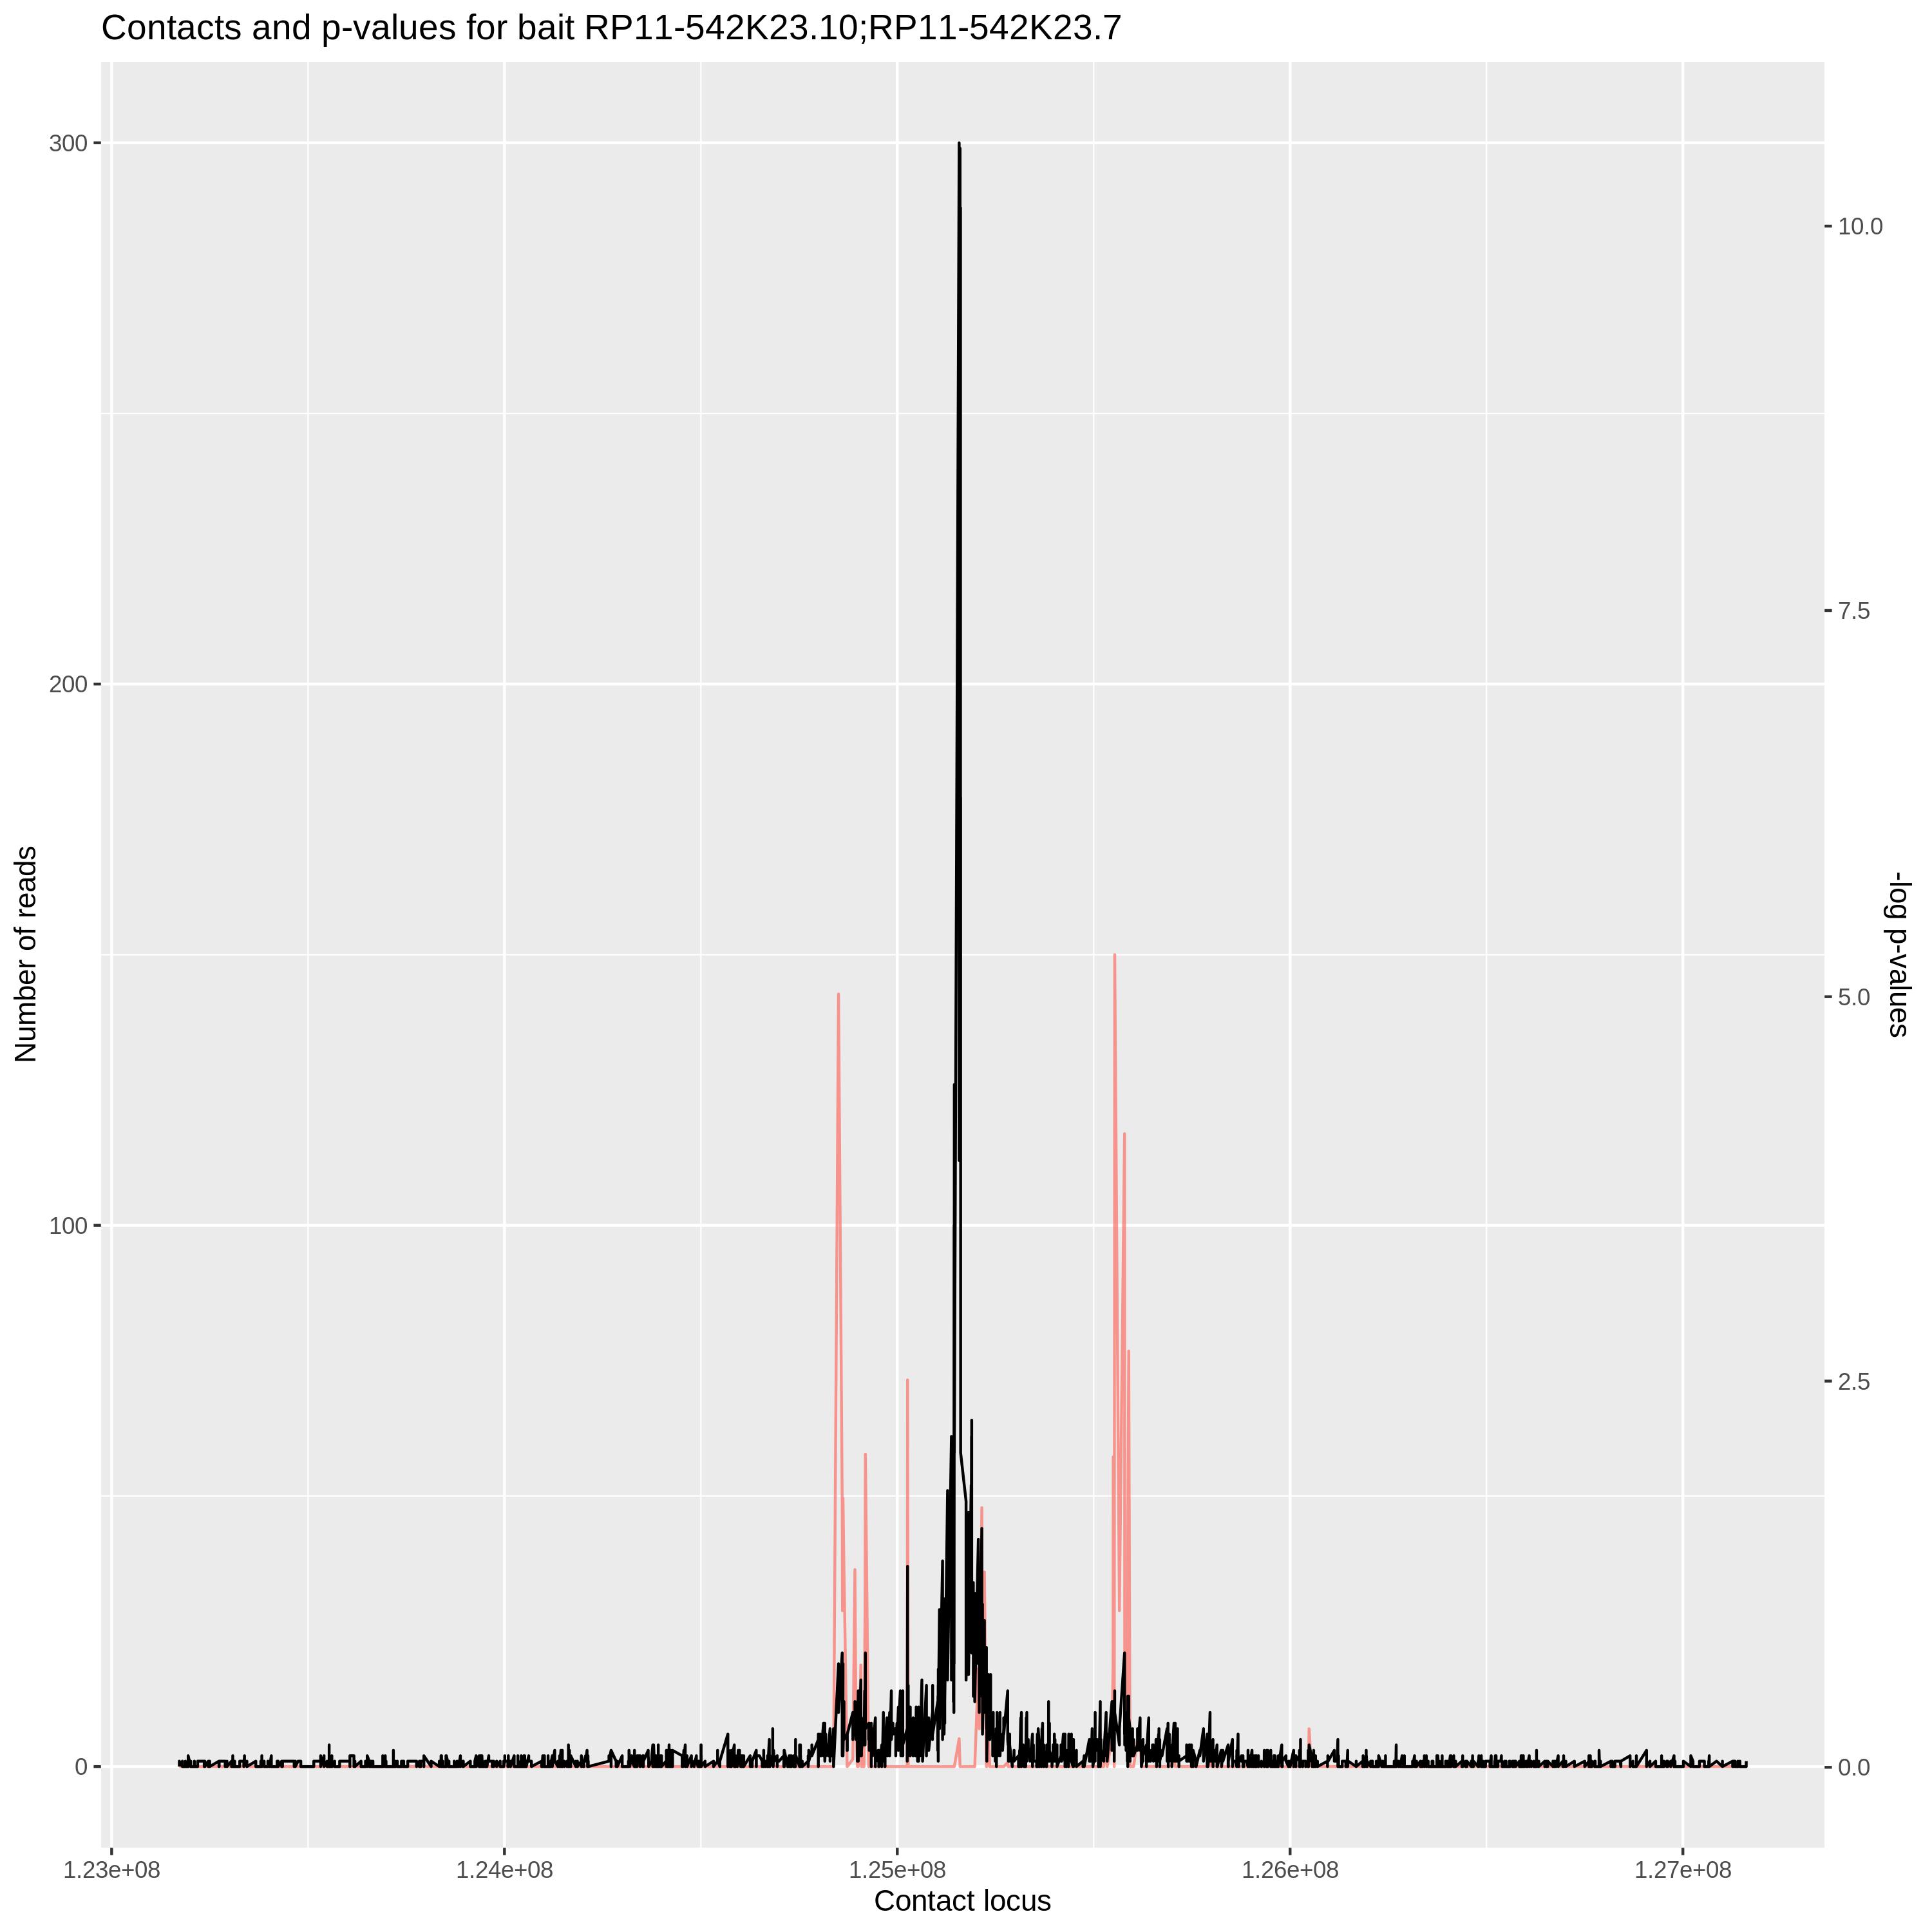 Contacts and p-values for bait RP11-542K23.10;RP11-542K23.7
300
200
100
0
Number of reads
10.0
7.5
5.0
2.5
0.0
-log p-values
1.23e+08
1.24e+08
1.25e+08
1.26e+08
1.27e+08
Contact locus